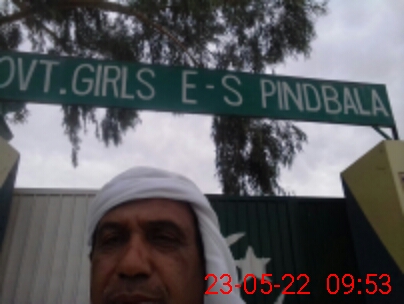 OVT.GIRLS E-S PINDBALA
23-05-22 09:53